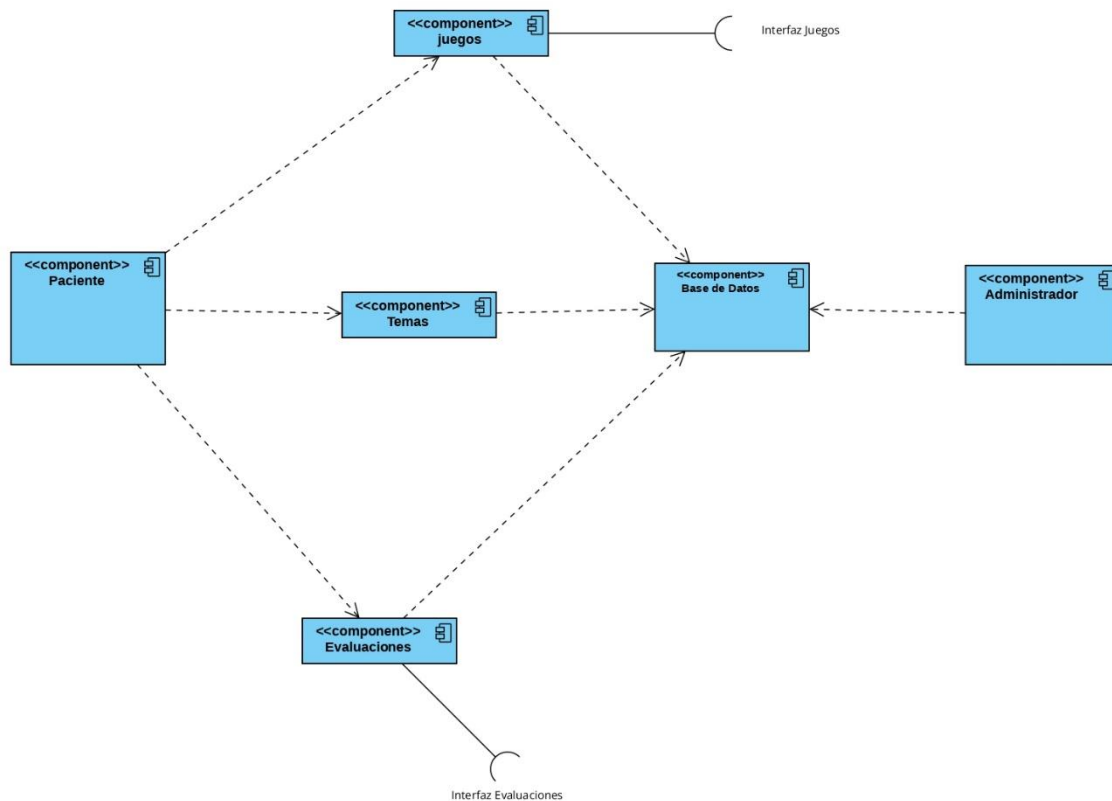 <<component>>
juegos
Interfaz Juegos
<<component>>
Paciente
<<component>>
Temas
<<component>>
Base de Datos
<<component>>
Administrador
<<component>>
Evaluaciones
Interfaz Evaluaciones